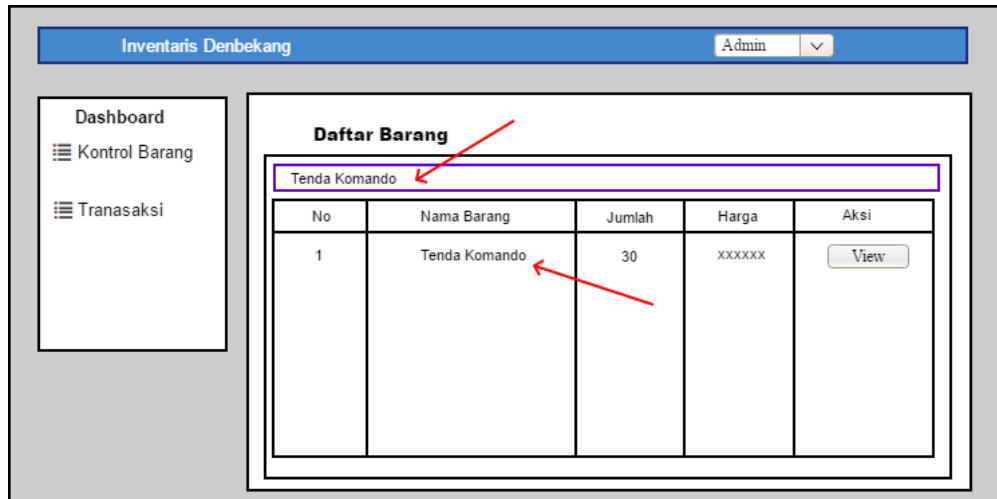 Inventaris Denbekang Admin
Dashboard
Kontrol Barang
Tranasaksi
Daftar Barang
Tenda Komando
No Nama Barang Jumlah Harga Aksi
1 Tenda Komando 30 xxxxxx View